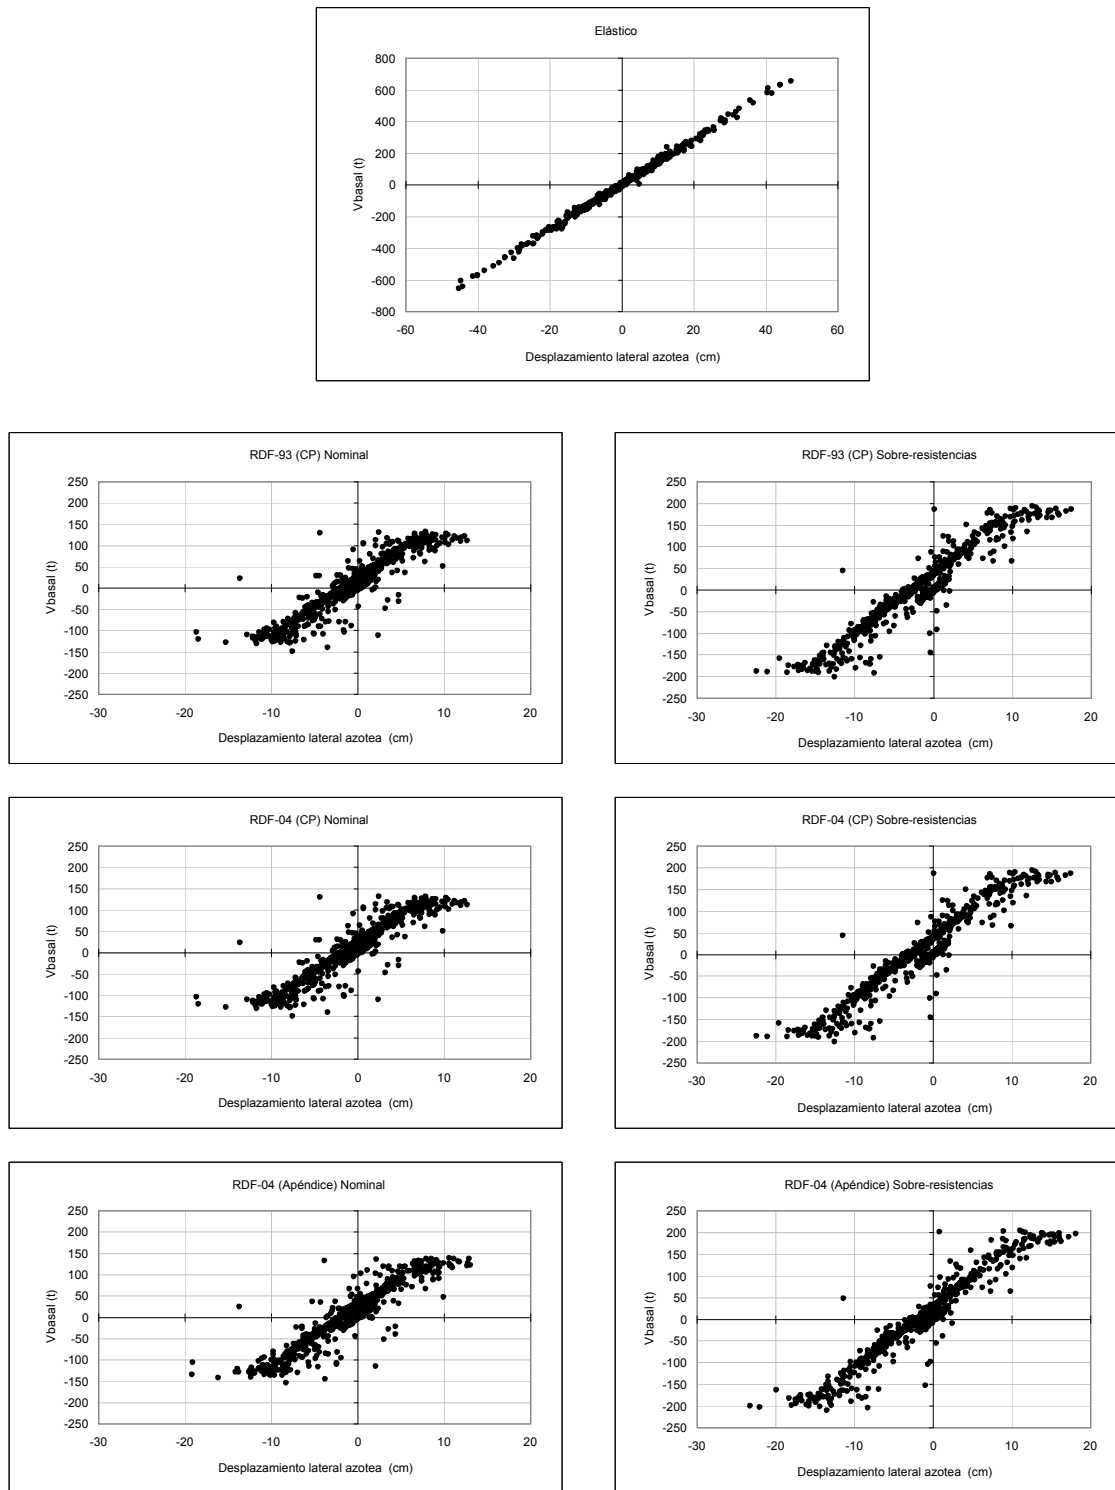 Elástico
800
600
400
200
0
-200
-400
-600
-800
-60 -40 -20 0 20 40 60
Vbasal (t)
Desplazamiento lateral azotea (cm)
RDF-93 (CP) Nominal
250
200
150
100
50
0
-50
-100
-150
-200
-250
-30 -20 -10 0 10 20
Vbasal (t)
Desplazamiento lateral azotea (cm)
RDF-93 (CP) Sobre-resistencias
250
200
150
100
50
0
-50
-100
-150
-200
-250
-30 -20 -10 0 10 20
Vbasal (t)
Desplazamiento lateral azotea (cm)
RDF-04 (CP) Nominal
250
200
150
100
50
0
-50
-100
-150
-200
-250
-30 -20 -10 0 10 20
Vbasal (t)
Desplazamiento lateral azotea (cm)
RDF-04 (CP) Sobre-resistencias
250
200
150
100
50
0
-50
-100
-150
-200
-250
-30 -20 -10 0 10 20
Vbasal (t)
Desplazamiento lateral azotea (cm)
RDF-04 (Apéndice) Nominal
250
200
150
100
50
0
-50
-100
-150
-200
-250
-30 -20 -10 0 10 20
Vbasal (t)
Desplazamiento lateral azotea (cm)
RDF-04 (Apéndice) Sobre-resistencias
250
200
150
100
50
0
-50
-100
-150
-200
-250
-30 -20 -10 0 10 20
Vbasal (t)
Desplazamiento lateral azotea (cm)